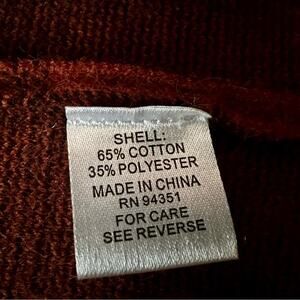 SHELL:
65% COTTON
35% POLYESTER
MADE IN CHINA
RN 94351
FOR CARE
SEE REVERSE